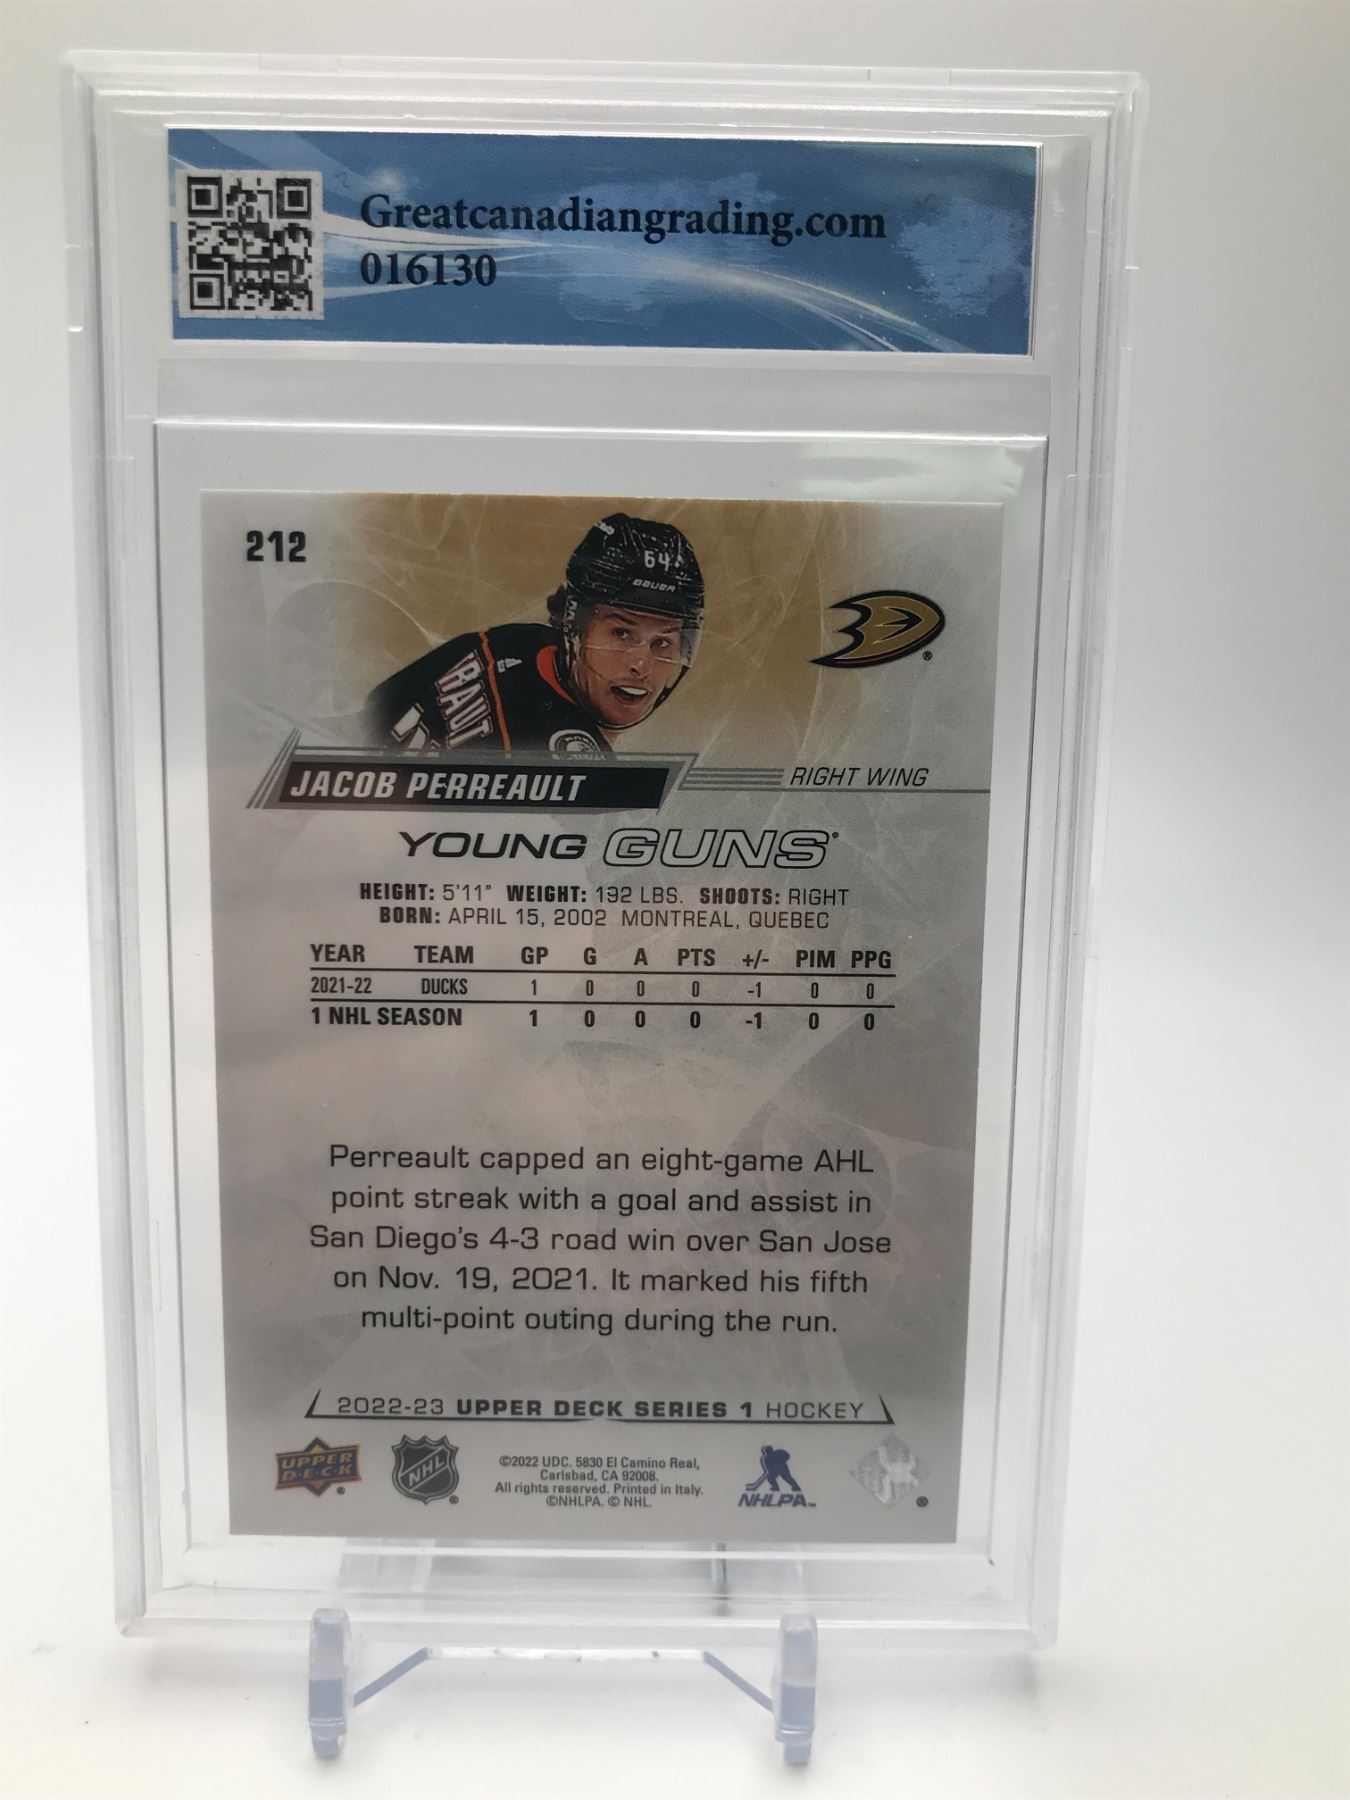 Greatcanadiangrading.com
016130
212
64
BAUER
RAUT
JACOB PERREAULT
RIGHT WING
YOUNG GUNS®
HEIGHT: 5'11" WEIGHT: 192 LBS. SHOOTS: RIGHT
BORN: APRIL 15, 2002 MONTREAL, QUEBEC
YEAR TEAM GP G A PTS +/- PIM PPG
2021-22 DUCKS 1 0 0 0 -1 0 0
1 NHL SEASON 1 0 0 0 -1 0 0
Perreault capped an eight-game AHL
point streak with a goal and assist in
San Diego's 4-3 road win over San Jose
on Nov. 19, 2021. It marked his fifth
multi-point outing during the run.
2022-23 UPPER DECK SERIES 1 HOCKEY
UPPER
D·E·C·K
NHL
©2022 UDC. 5830 El Camino Real,
Carlsbad, CA 92008.
All rights reserved. Printed in Italy.
©NHLPA. © NHL.
NHLPA™